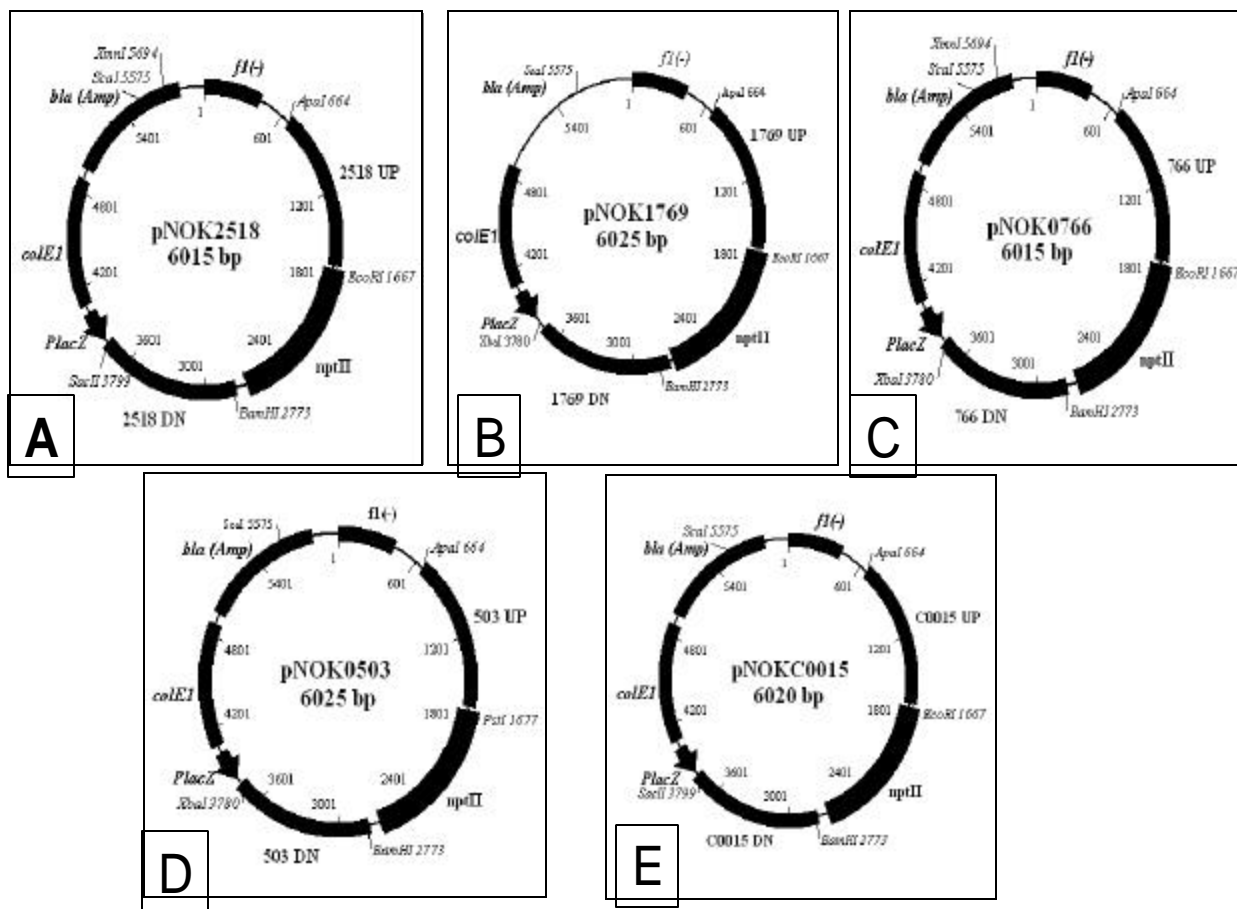 XmnI 5694
ScaI 5575
bla (Amp)
f1(-)
ApaI 664
1
601
5401
2518 UP
1201
4801
pNOK2518
6015 bp
colE1
4201
1801
EcoRI 1667
PlacZ
3601
2401
nptII
SacII 3799
3001
BamHI 2773
2518 DN
A
ScaI 5575
bla (Amp)
f1(-)
ApaI 664
1
601
5401
1769 UP
1201
4801
pNOK1769
6025 bp
colE1
4201
1801
EcoRI 1667
PlacZ
XbaI 3780
3601
2401
nptII
3001
BamHI 2773
1769 DN
B
XmnI 5694
ScaI 5575
bla (Amp)
f1(-)
ApaI 664
1
601
5401
766 UP
1201
4801
pNOK0766
6015 bp
colE1
4201
1801
EcoRI 1667
PlacZ
XbaI 3780
3601
2401
nptII
3001
BamHI 2773
766 DN
C
ScaI 5575
bla (Amp)
f1(-)
ApaI 664
1
601
5401
503 UP
1201
4801
pNOK0503
6025 bp
colE1
4201
1801
PstI 1677
PlacZ
XbaI 3780
3601
2401
nptII
3001
BamHI 2773
503 DN
D
ScaI 5575
bla (Amp)
f1(-)
ApaI 664
1
601
5401
C0015 UP
1201
4801
pNOKC0015
6020 bp
colE1
4201
1801
EcoRI 1667
PlacZ
SacII 3799
3601
2401
nptII
3001
BamHI 2773
C0015 DN
E